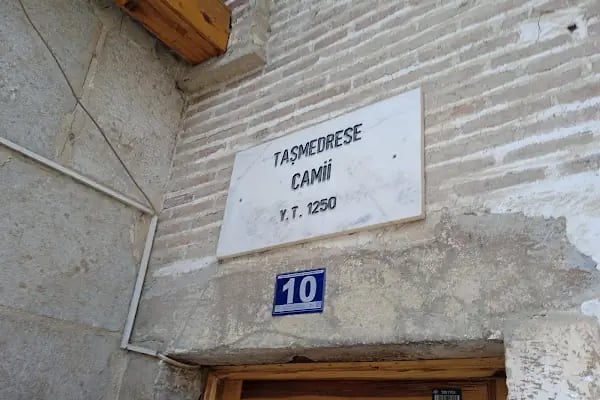 TAŞMEDRESE
CAMİİ
Y.T. 1250
10